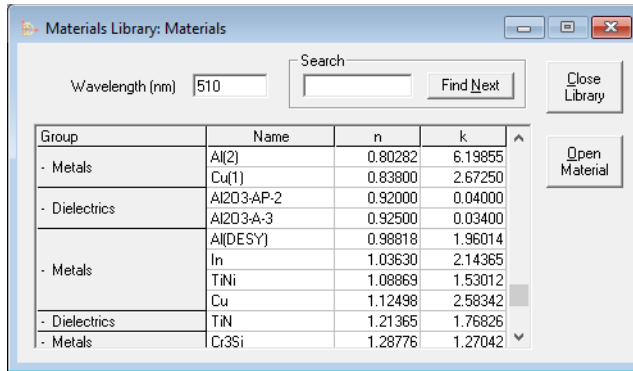 Materials Library: Materials
Search
Wavelength (nm) 510 Find Next Close Library
Group Name n k
Open Material
- Metals
Al(2) 0.80282 6.19855
Cu(1) 0.83800 2.67250
- Dielectrics
Al2O3-AP-2 0.92000 0.04000
Al2O3-A-3 0.92500 0.03400
- Metals
Al(DESY) 0.98818 1.96014
In 1.03630 2.14365
TiNi 1.08869 1.53012
Cu 1.12498 2.58342
- Dielectrics TiN 1.21365 1.76826
- Metals Cr3Si 1.28776 1.27042